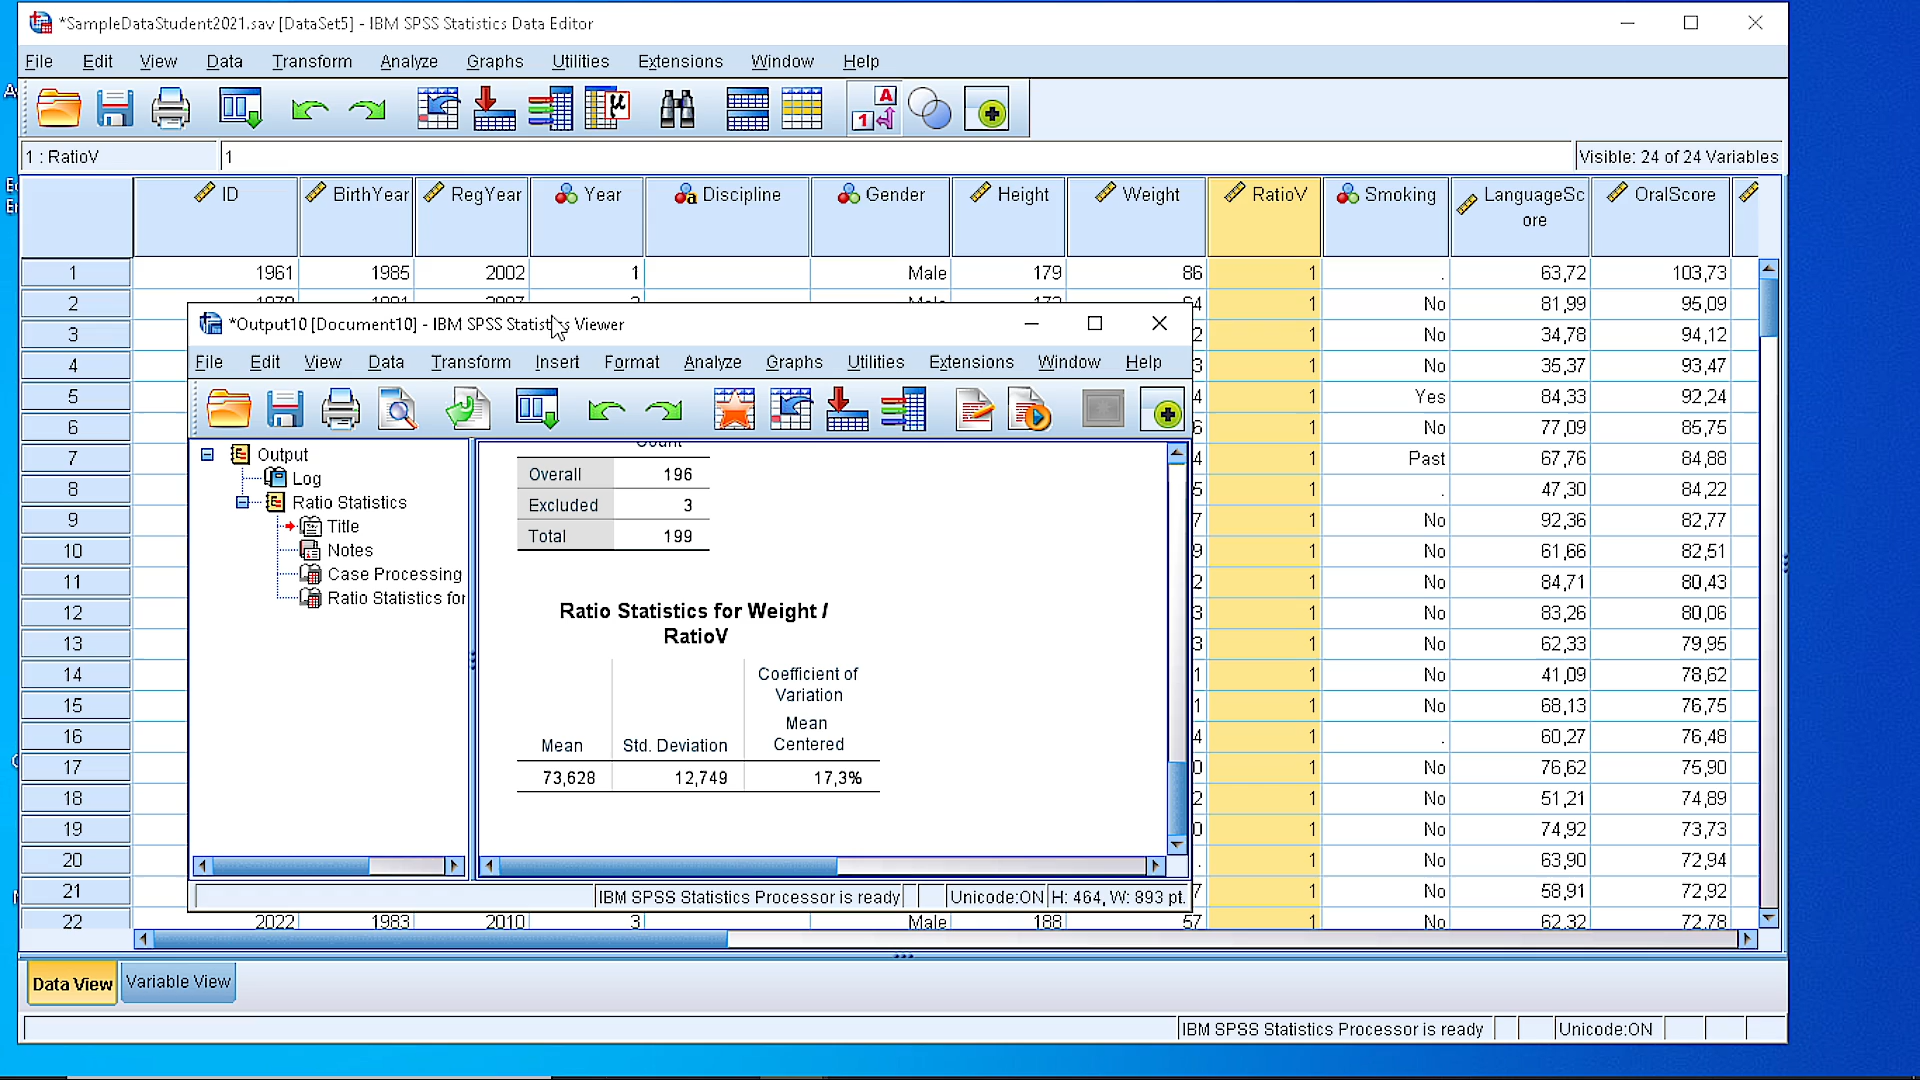 *SampleDataStudent2021.sav [DataSet5] - IBM SPSS Statistics Data Editor
File Edit View Data Transform Analyze Graphs Utilities Extensions Window Help
1 : RatioV 1 Visible: 24 of 24 Variables
ID BirthYear RegYear Year Discipline Gender Height Weight RatioV Smoking LanguageSc OralScore
ore
1 1961 1985 2002 1 Male 179 86 1 . 63,72 103,73
2 1 No 81,99 95,09
3 1 No 34,78 94,12
4 1 No 35,37 93,47
5 1 Yes 84,33 92,24
6 1 No 77,09 85,75
7 1 Past 67,76 84,88
8 1 . 47,30 84,22
9 1 No 92,36 82,77
10 1 No 61,66 82,51
11 1 No 84,71 80,43
12 1 No 83,26 80,06
13 1 No 62,33 79,95
14 1 No 41,09 78,62
15 1 No 68,13 76,75
16 1 . 60,27 76,48
17 1 No 76,62 75,90
18 1 No 51,21 74,89
19 1 No 74,92 73,73
20 1 No 63,90 72,94
21 1 No 58,91 72,92
22 2022 1983 2010 3 Male 188 57 1 No 62,32 72,78
*Output10 [Document10] - IBM SPSS Statistics Viewer
File Edit View Data Transform Insert Format Analyze Graphs Utilities Extensions Window Help
Output
Log
Ratio Statistics
Title
Notes
Case Processing
Ratio Statistics for
Count
Overall 196
Excluded 3
Total 199
Ratio Statistics for Weight /
RatioV
Coefficient of
Variation
Mean
Mean Std. Deviation Centered
73,628 12,749 17,3%
IBM SPSS Statistics Processor is ready Unicode:ON H: 464, W: 893 pt.
Data View Variable View
IBM SPSS Statistics Processor is ready Unicode:ON